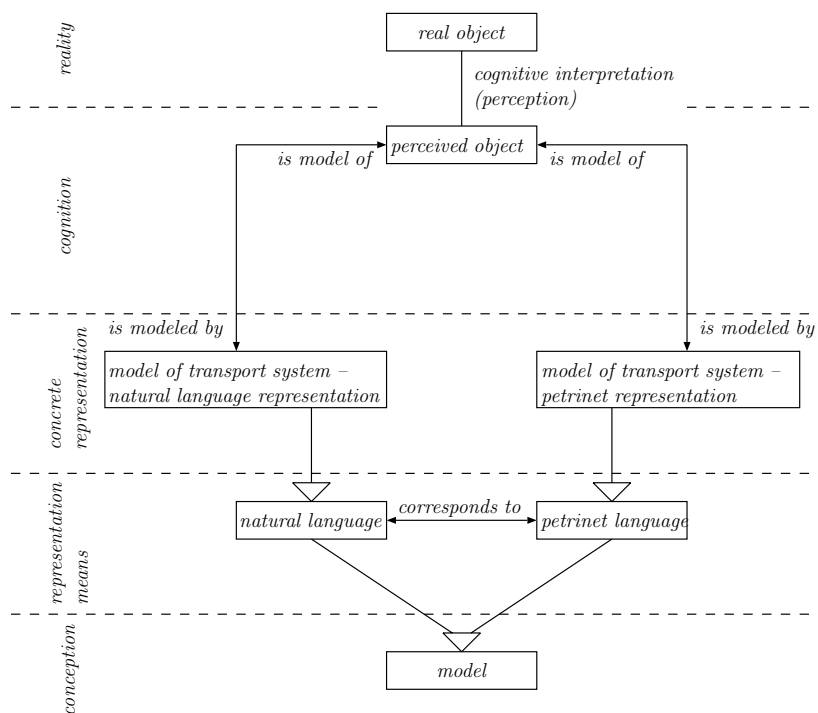 reality
real object
cognitive interpretation
(perception)
cognition
perceived object
is model of
is model of
is modeled by
is modeled by
concrete
representation
model of transport system –
natural language representation
model of transport system –
petrinet representation
representation
means
natural language
corresponds to
petrinet language
conception
model